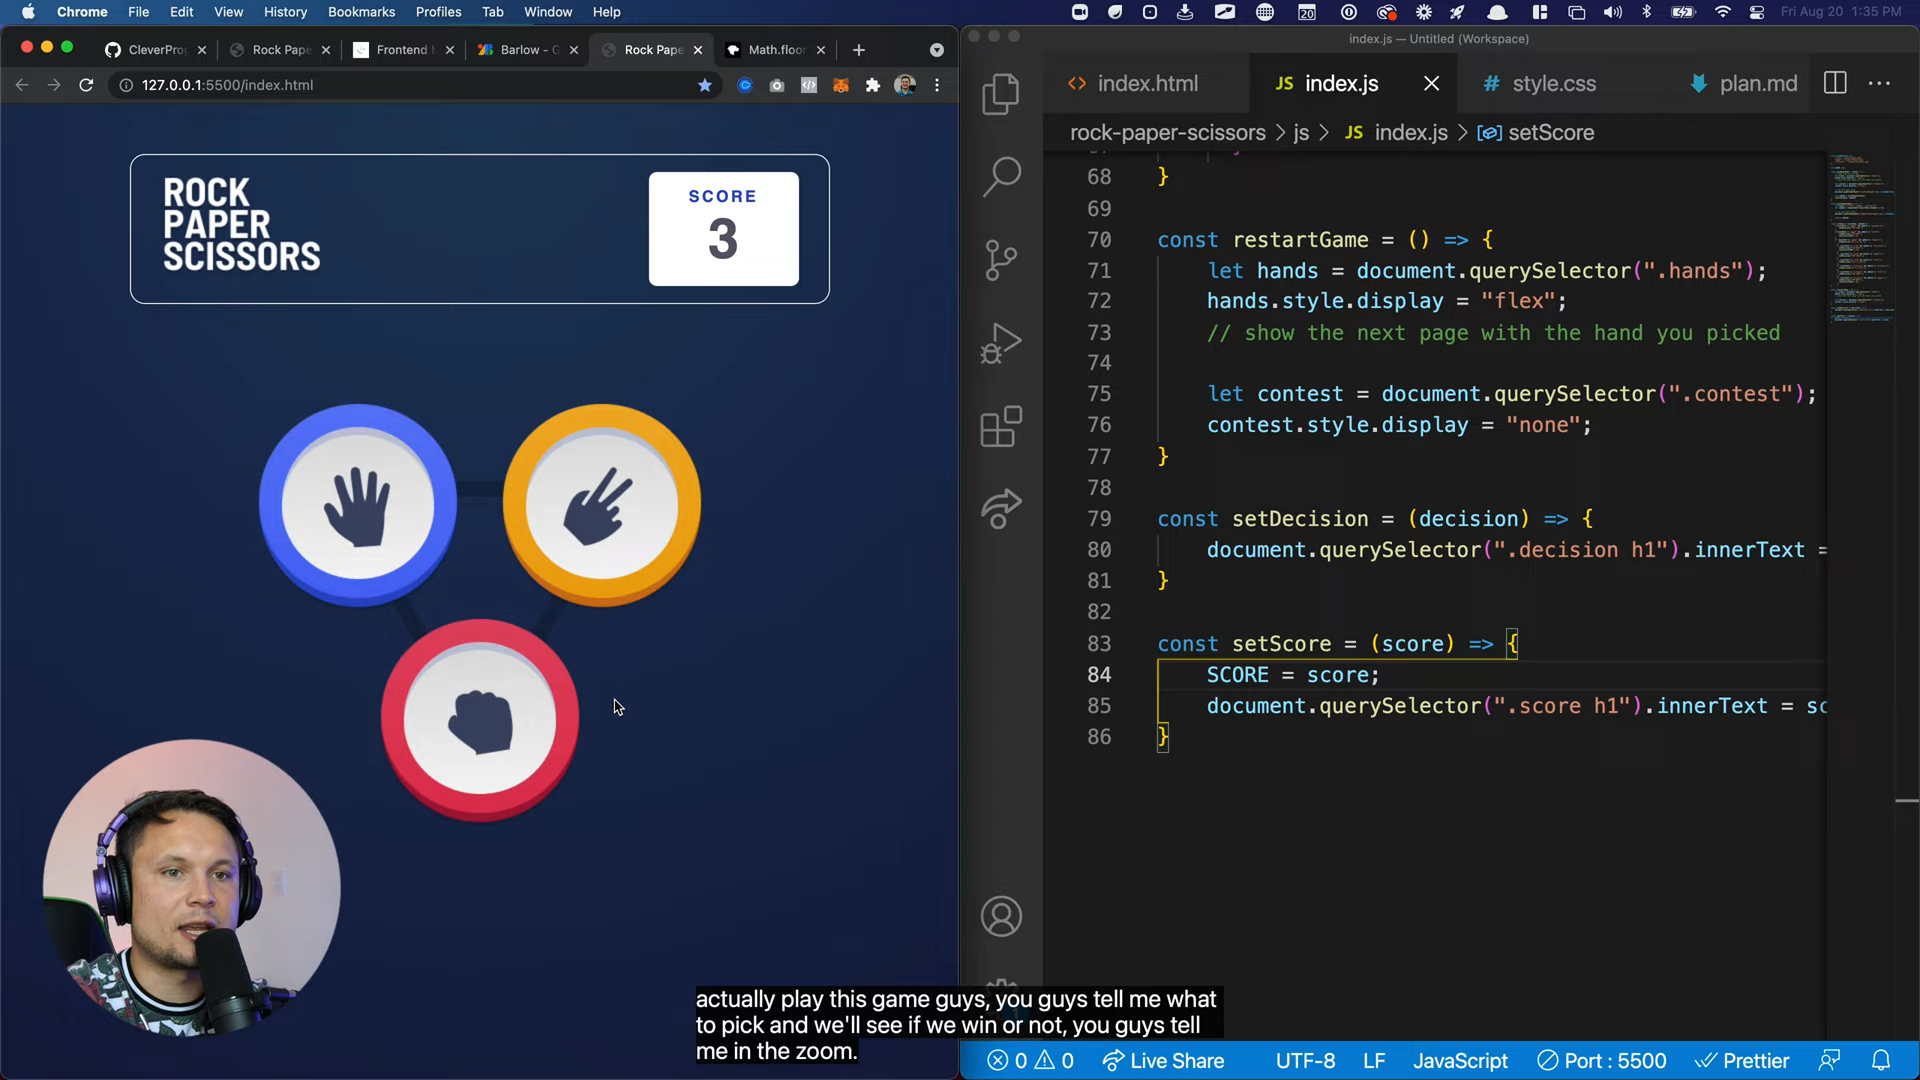 Chrome File Edit View History Bookmarks Profiles Tab Window Help
20
Fri Aug 20 1:35 PM
CleverPro
Rock Pape
Frontend
Barlow - G
Rock Pape
Math.floor
127.0.0.1:5500/index.html
ROCK
PAPER
SCISSORS
SCORE
3
index.js — Untitled (Workspace)
<> index.html
JS index.js
# style.css
plan.md
rock-paper-scissors > js > JS index.js > setScore
68 }
69
70 const restartGame = () => {
71 let hands = document.querySelector(".hands");
72 hands.style.display = "flex";
73 // show the next page with the hand you picked
74
75 let contest = document.querySelector(".contest");
76 contest.style.display = "none";
77 }
78
79 const setDecision = (decision) => {
80 document.querySelector(".decision h1").innerText =
81 }
82
83 const setScore = (score) => {
84 SCORE = score;
85 document.querySelector(".score h1").innerText = sc
86 }
actually play this game guys, you guys tell me what
to pick and we'll see if we win or not, you guys tell
me in the zoom.
0 0 Live Share UTF-8 LF JavaScript Port : 5500 Prettier